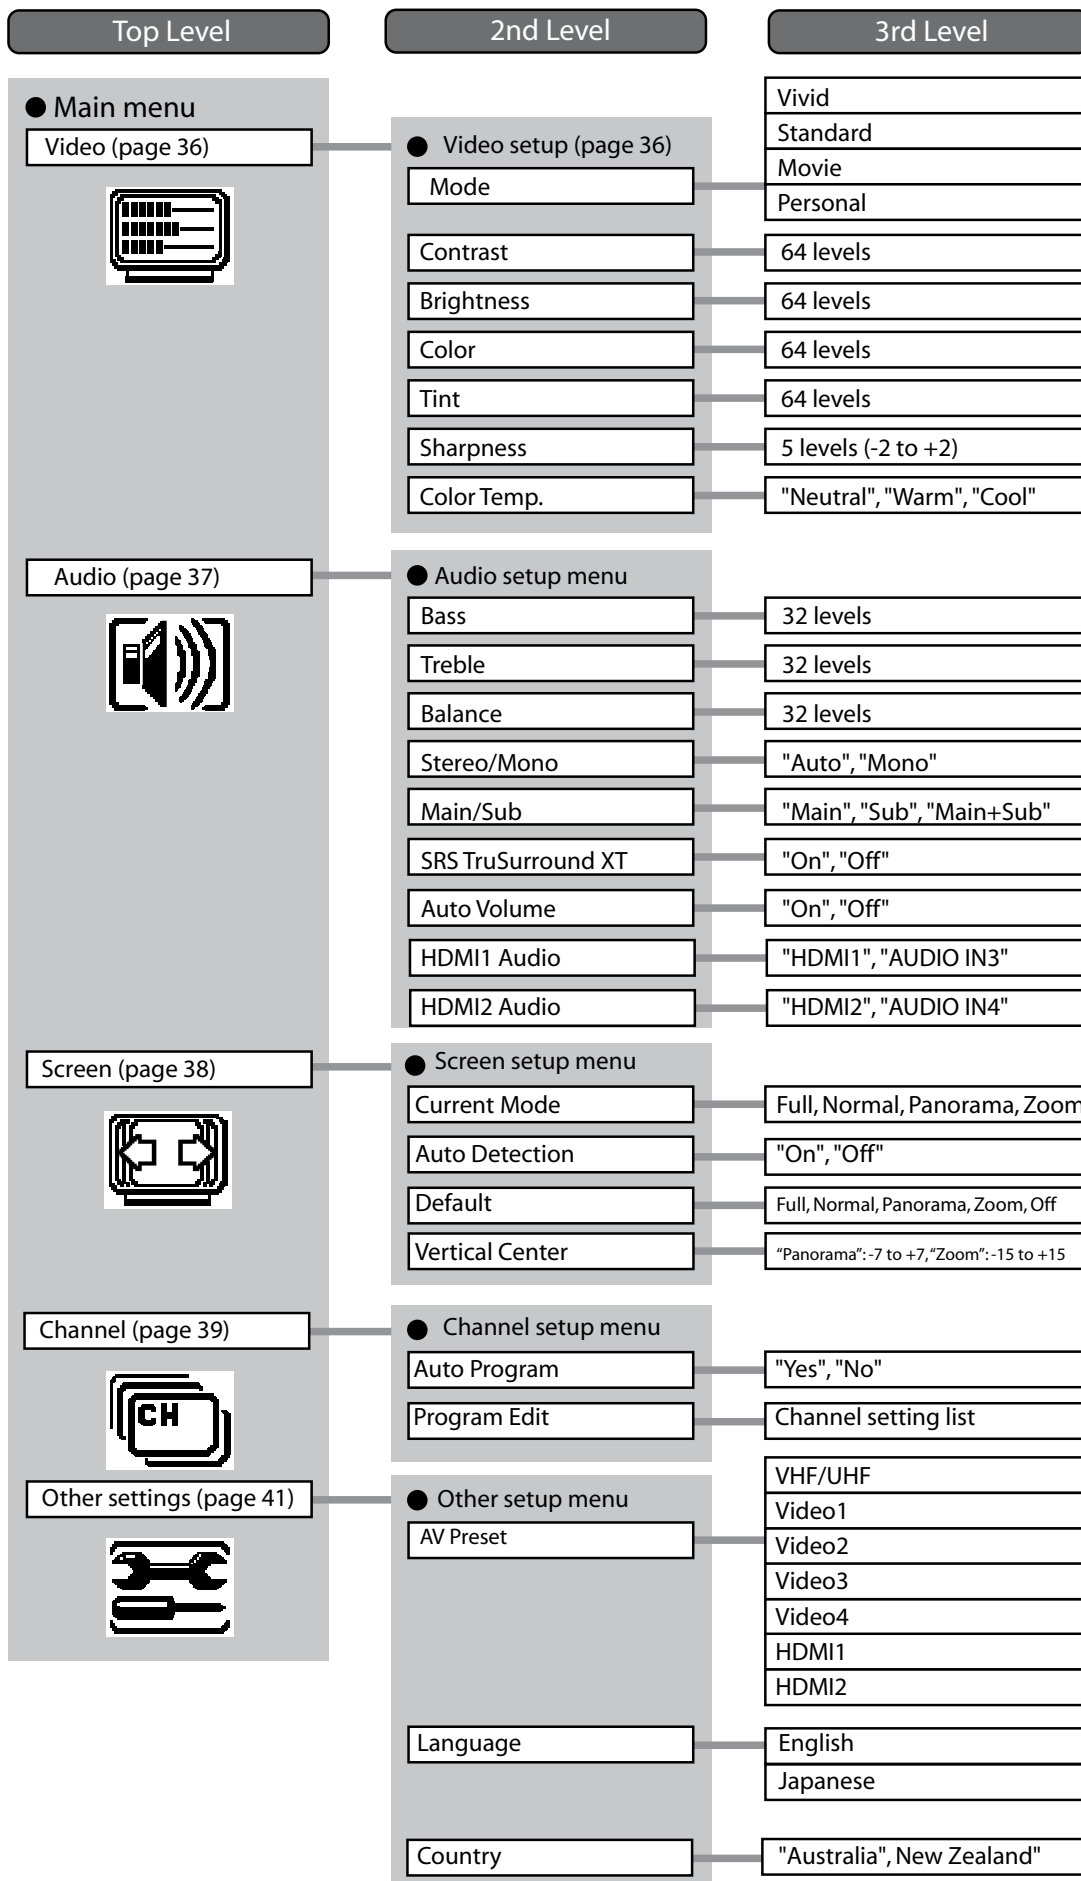 Top Level
2nd Level
3rd Level
Main menu
Video (page 36)
Video setup (page 36)
Mode
Vivid
Standard
Movie
Personal
Contrast
64 levels
Brightness
64 levels
Color
64 levels
Tint
64 levels
Sharpness
5 levels (-2 to +2)
Color Temp.
"Neutral", "Warm", "Cool"
Audio (page 37)
Audio setup menu
Bass
32 levels
Treble
32 levels
Balance
32 levels
Stereo/Mono
"Auto", "Mono"
Main/Sub
"Main", "Sub", "Main+Sub"
SRS TruSurround XT
"On", "Off"
Auto Volume
"On", "Off"
HDMI1 Audio
"HDMI1", "AUDIO IN3"
HDMI2 Audio
"HDMI2", "AUDIO IN4"
Screen (page 38)
Screen setup menu
Current Mode
Full, Normal, Panorama, Zoom
Auto Detection
"On", "Off"
Default
Full, Normal, Panorama, Zoom, Off
Vertical Center
“Panorama”: -7 to +7, “Zoom”: -15 to +15
Channel (page 39)
CH
Channel setup menu
Auto Program
"Yes", "No"
Program Edit
Channel setting list
Other settings (page 41)
Other setup menu
AV Preset
VHF/UHF
Video1
Video2
Video3
Video4
HDMI1
HDMI2
Language
English
Japanese
Country
"Australia", New Zealand"